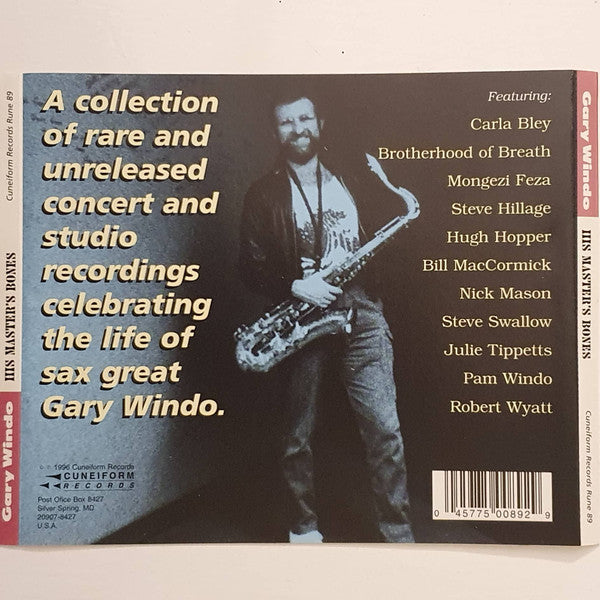 A collection
of rare and
unreleased
concert and
studio
recordings
celebrating
the life of
sax great
Gary Windo.
Featuring:
Carla Bley
Brotherhood of Breath
Mongezi Feza
Steve Hillage
Hugh Hopper
Bill MacCormick
Nick Mason
Steve Swallow
Julie Tippetts
Pam Windo
Robert Wyatt
℗ © 1996 Cuneiform Records
CUNEIFORM
RECORDS
Post Ofice Box 8427
Silver Spring, MD
20907-8427
U.S.A.
0 45775 00892 9
Gary Windo HIS MASTER'S BONES Cuneiform Records Rune 89
Gary Windo HIS MASTER'S BONES Cuneiform Records Rune 89